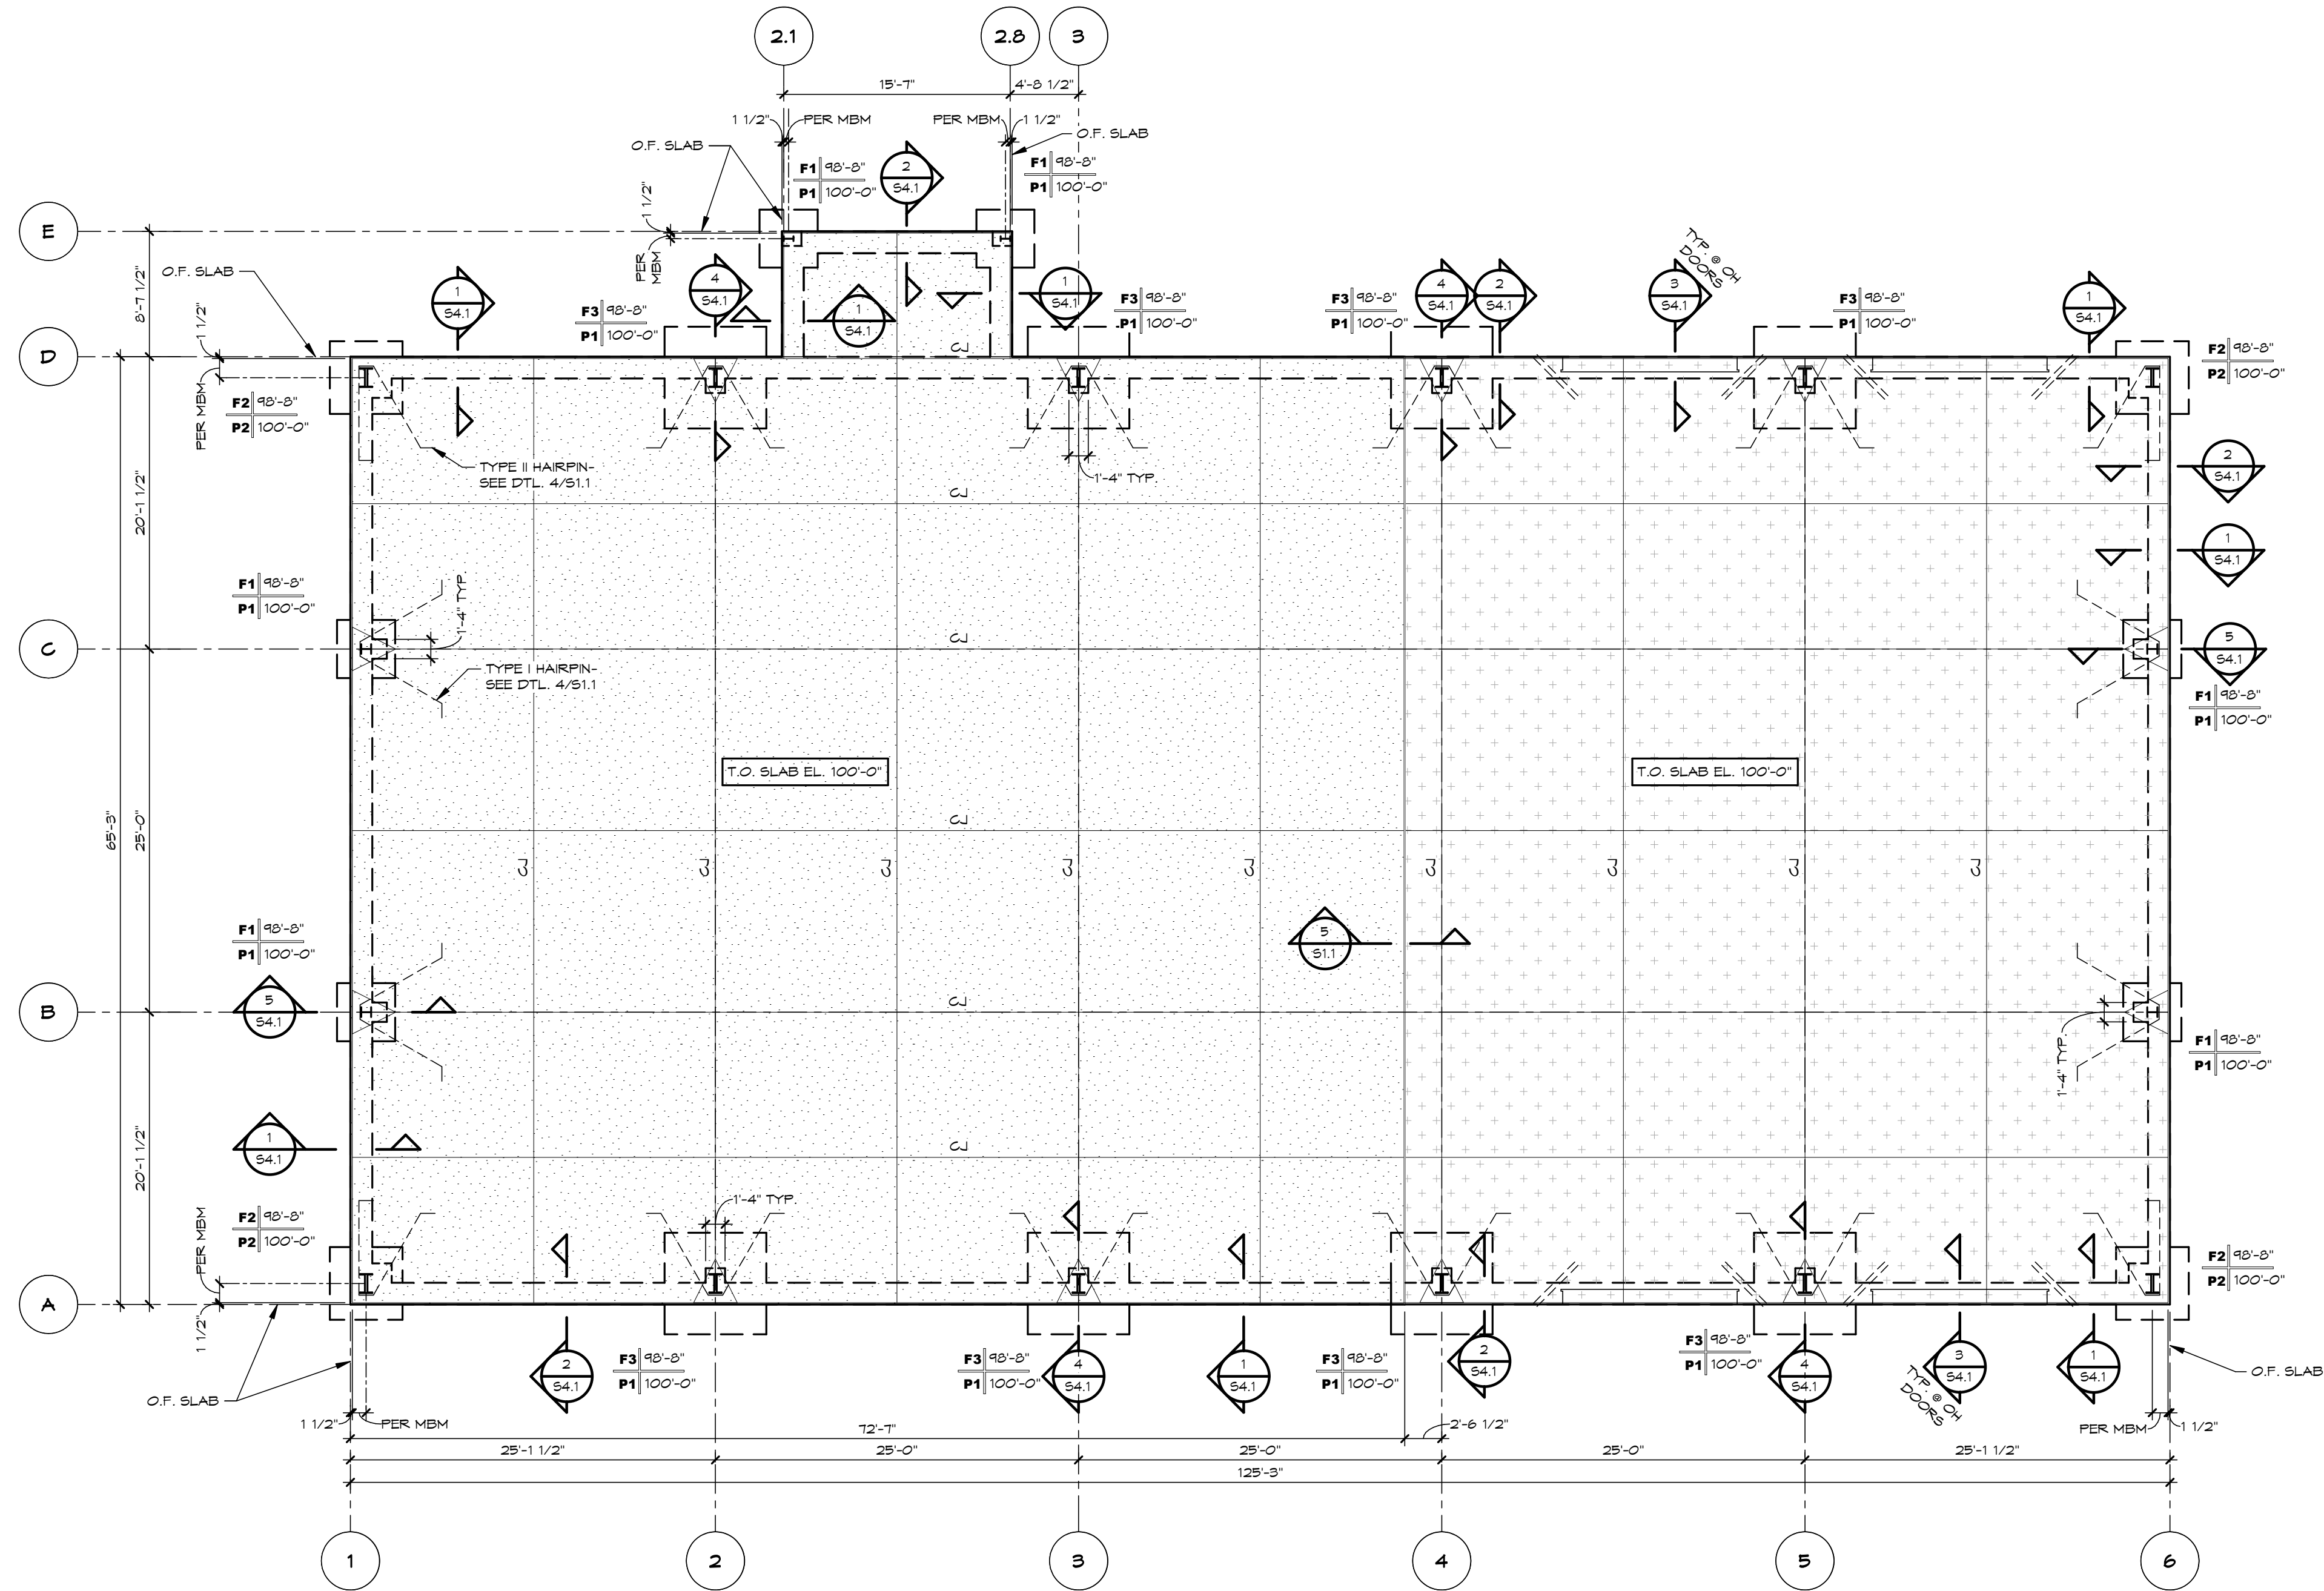 2.1
2.8
3
15'-7"
4'-8 1/2"
1 1/2"
PER MBM
PER MBM
1 1/2"
O.F. SLAB
O.F. SLAB
F1 98'-8"
P1 100'-0"
2
S4.1
F1 98'-8"
P1 100'-0"
1 1/2"
PER
MBM
E
O.F. SLAB
8'-7 1/2"
1 1/2"
1
S4.1
F3 98'-8"
P1 100'-0"
4
S4.1
1
S4.1
1
S4.1
F3 98'-8"
P1 100'-0"
F3 98'-8"
P1 100'-0"
4
S4.1
2
S4.1
3
S4.1
TYP @ OH
DOORS
F3 98'-8"
P1 100'-0"
1
S4.1
D
F2 98'-8"
P2 100'-0"
CJ
PER MBM
F2 98'-8"
P2 100'-0"
TYPE II HAIRPIN-
SEE DTL. 4/S1.1
1'-4" TYP.
2
S4.1
20'-1 1/2"
CJ
1
S4.1
F1 98'-8"
P1 100'-0"
1'-4" TYP.
C
CJ
5
S4.1
TYPE I HAIRPIN-
SEE DTL. 4/S1.1
F1 98'-8"
P1 100'-0"
T.O. SLAB EL. 100'-0"
T.O. SLAB EL. 100'-0"
65'-3"
25'-0"
CJ
CJ
CJ
CJ
CJ
CJ
CJ
CJ
CJ
CJ
F1 98'-8"
P1 100'-0"
5
S1.1
B
5
S4.1
CJ
F1 98'-8"
P1 100'-0"
1'-4" TYP.
1
S4.1
20'-1 1/2"
CJ
1'-4" TYP.
F2 98'-8"
P2 100'-0"
PER MBM
F2 98'-8"
P2 100'-0"
A
1 1/2"
2
S4.1
F3 98'-8"
P1 100'-0"
F3 98'-8"
P1 100'-0"
4
S4.1
1
S4.1
F3 98'-8"
P1 100'-0"
2
S4.1
F3 98'-8"
P1 100'-0"
4
S4.1
3
S4.1
TYP. @ OH
DOORS
1
S4.1
O.F. SLAB
O.F. SLAB
1 1/2"
PER MBM
72'-7"
2'-6 1/2"
PER MBM
1 1/2"
25'-1 1/2"
25'-0"
25'-0"
25'-0"
25'-1 1/2"
125'-3"
1
2
3
4
5
6